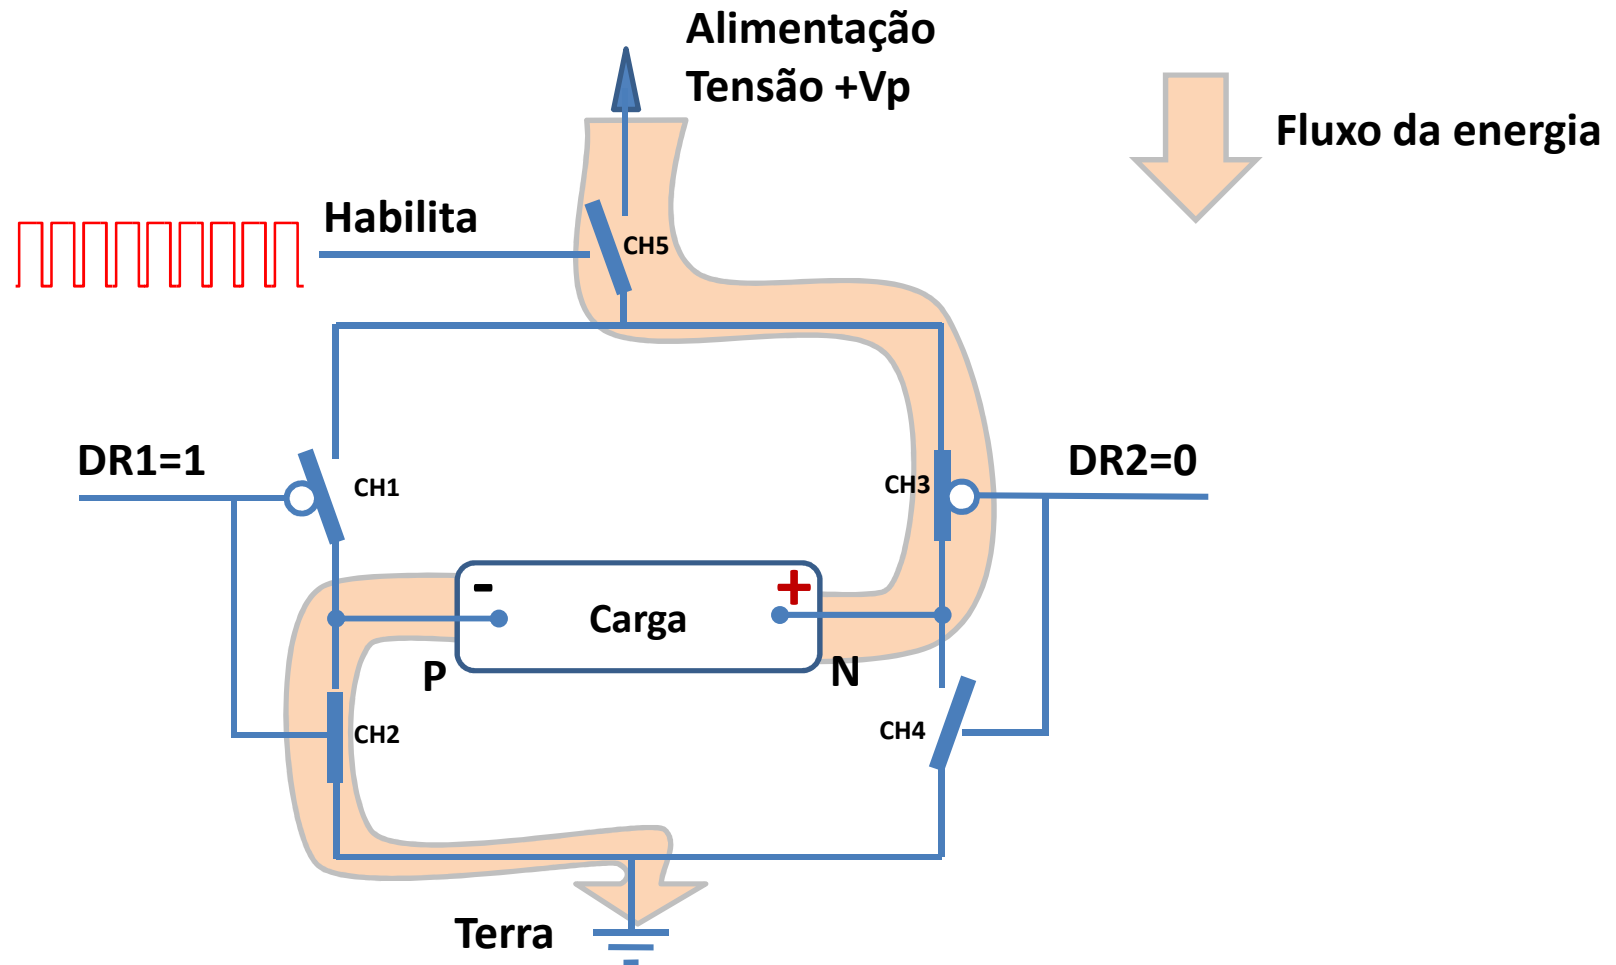 Alimentação
Tensão +Vp
Fluxo da energia
Habilita
CH5
DR1=1
CH1
CH3
DR2=0
- +
Carga
P
N
CH2
CH4
Terra